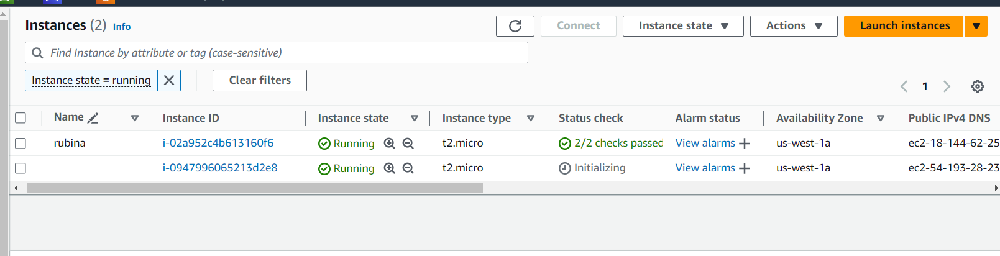 Instances (2) Info
Connect Instance state Actions Launch instances
Find Instance by attribute or tag (case-sensitive)
Instance state = running Clear filters
1
Name Instance ID Instance state Instance type Status check Alarm status Availability Zone Public IPv4 DNS
rubina i-02a952c4b613160f6 Running t2.micro 2/2 checks passed View alarms us-west-1a ec2-18-144-62-25
i-0947996065213d2e8 Running t2.micro Initializing View alarms us-west-1a ec2-54-193-28-23